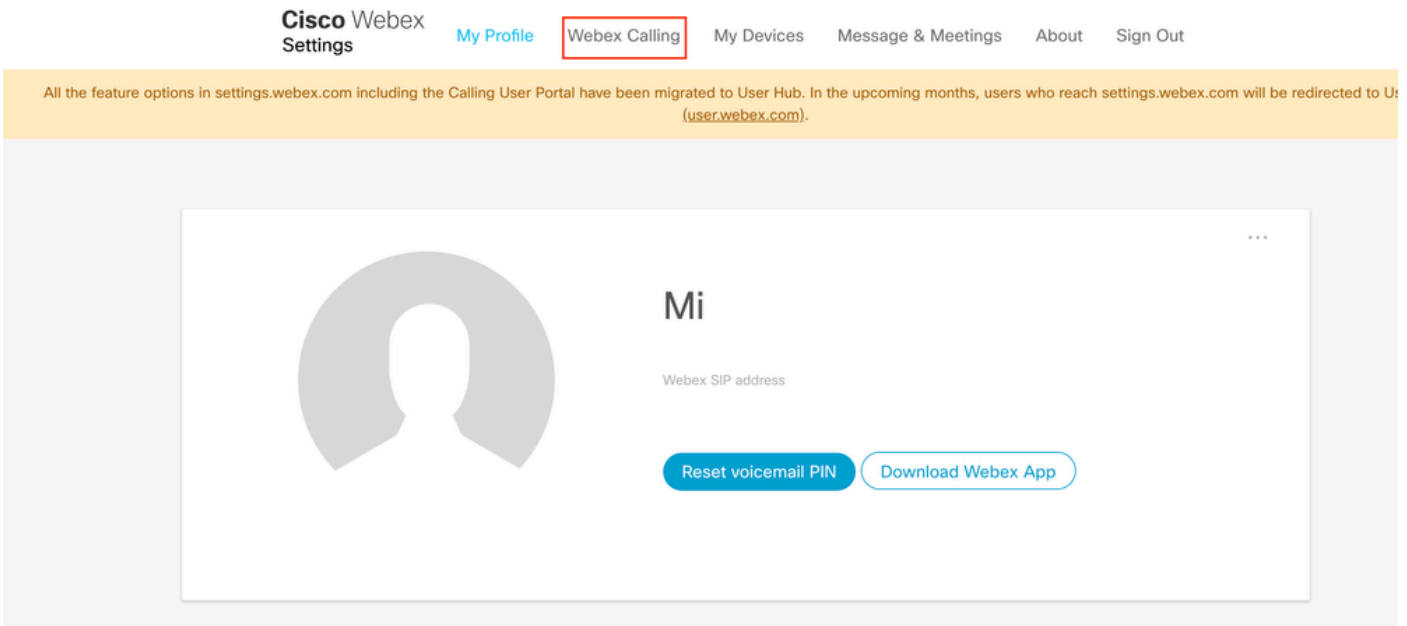 Cisco Webex
Settings
My Profile
Webex Calling
My Devices
Message & Meetings
About
Sign Out
All the feature options in settings.webex.com including the Calling User Portal have been migrated to User Hub. In the upcoming months, users who reach settings.webex.com will be redirected to Us
(user.webex.com).
...
Mi
Webex SIP address
Reset voicemail PIN
Download Webex App